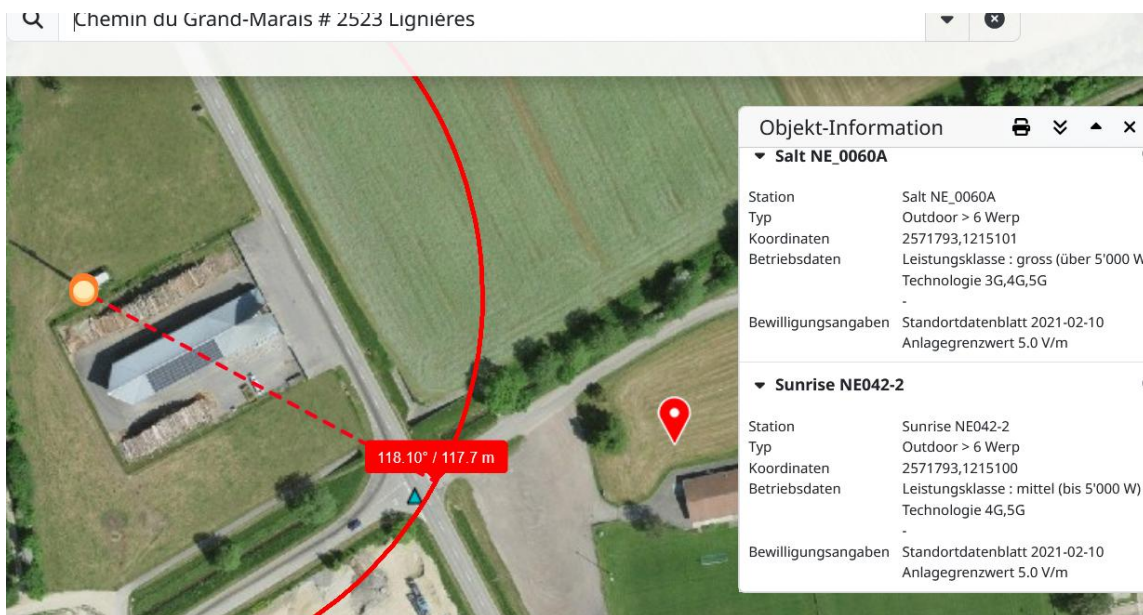 Chemin du Grand-Marais # 2523 Lignières
Objekt-Information
Salt NE_0060A
Station Salt NE_0060A
Typ Outdoor > 6 Werp
Koordinaten 2571793,1215101
Betriebsdaten Leistungsklasse : gross (über 5'000 W
Technologie 3G,4G,5G
-
Bewilligungsangaben Standortdatenblatt 2021-02-10
Anlagegrenzwert 5.0 V/m
Sunrise NE042-2
Station Sunrise NE042-2
Typ Outdoor > 6 Werp
Koordinaten 2571793,1215100
Betriebsdaten Leistungsklasse : mittel (bis 5'000 W)
Technologie 4G,5G
-
Bewilligungsangaben Standortdatenblatt 2021-02-10
Anlagegrenzwert 5.0 V/m
118.10° / 117.7 m